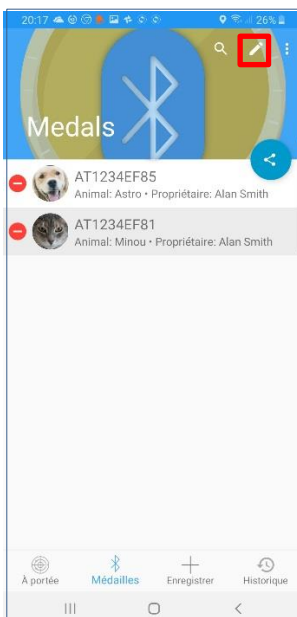 20:17 26%
Medals
AT1234EF85
Animal: Astro • Propriétaire: Alan Smith
AT1234EF81
Animal: Minou • Propriétaire: Alan Smith
À portée Médailles Enregistrer Historique